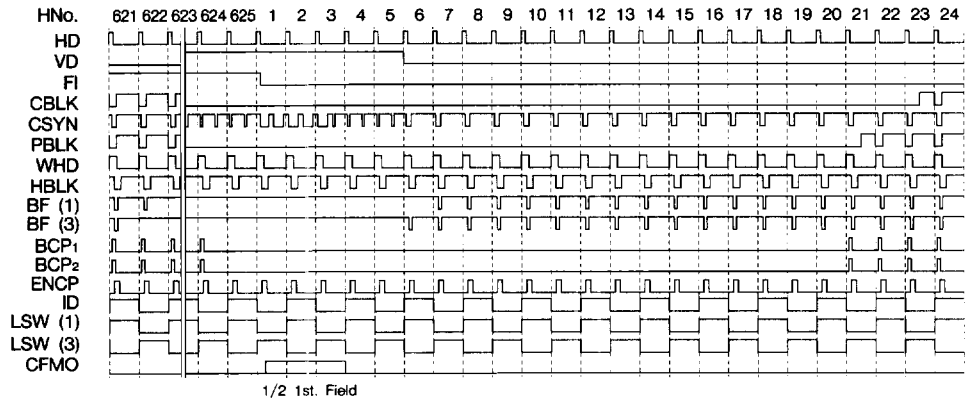 HNo. 621 622 623 624 625 1 2 3 4 5 6 7 8 9 10 11 12 13 14 15 16 17 18 19 20 21 22 23 24
HD
VD
FI
CBLK
CSYN
PBLK
WHD
HBLK
BF (1)
BF (3)
BCP₁
BCP₂
ENCP
ID
LSW (1)
LSW (3)
CFMO
1/2 1st. Field